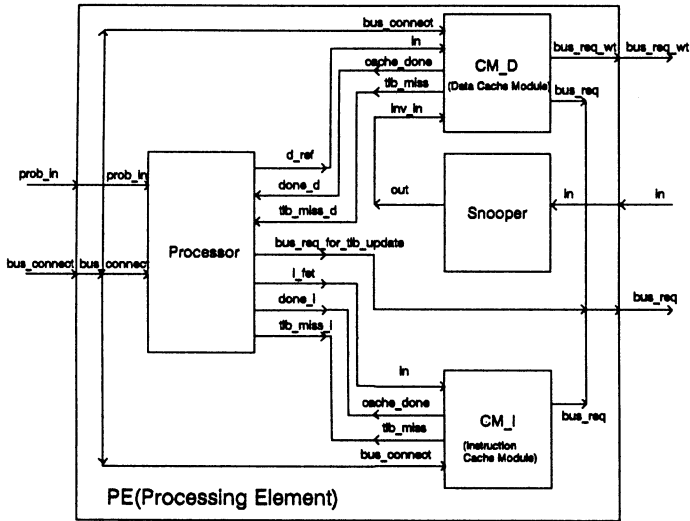 bus_connect
in
cache_done
tlb_miss
inv_in
CM_D
(Data Cache Module)
bus_req_wt
bus_req_wt
bus_req
prob_in
prob_in
d_ref
done_d
tlb_miss_d
out
Snooper
in
in
Processor
bus_connect
bus_connect
bus_req_for_tlb_update
i_fet
done_i
tlb_miss_i
bus_req
in
cache_done
tlb_miss
bus_connect
CM_I
(Instruction
Cache Module)
bus_req
PE(Processing Element)